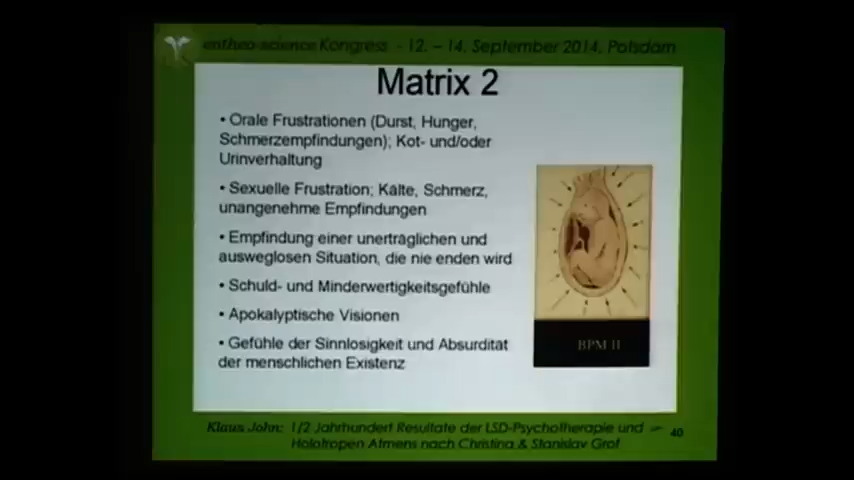 entheo-science Kongress - 12. – 14. September 2014, Potsdam
Matrix 2
• Orale Frustrationen (Durst, Hunger,
Schmerzempfindungen); Kot- und/oder
Urinverhaltung
• Sexuelle Frustration; Kälte, Schmerz,
unangenehme Empfindungen
• Empfindung einer unerträglichen und
ausweglosen Situation, die nie enden wird
• Schuld- und Minderwertigkeitsgefühle
• Apokalyptische Visionen
• Gefühle der Sinnlosigkeit und Absurdität
der menschlichen Existenz
BPM II
Klaus John: 1/2 Jahrhundert Resultate der LSD-Psychotherapie und
Holotropen Atmens nach Christina & Stanislav Grof
40